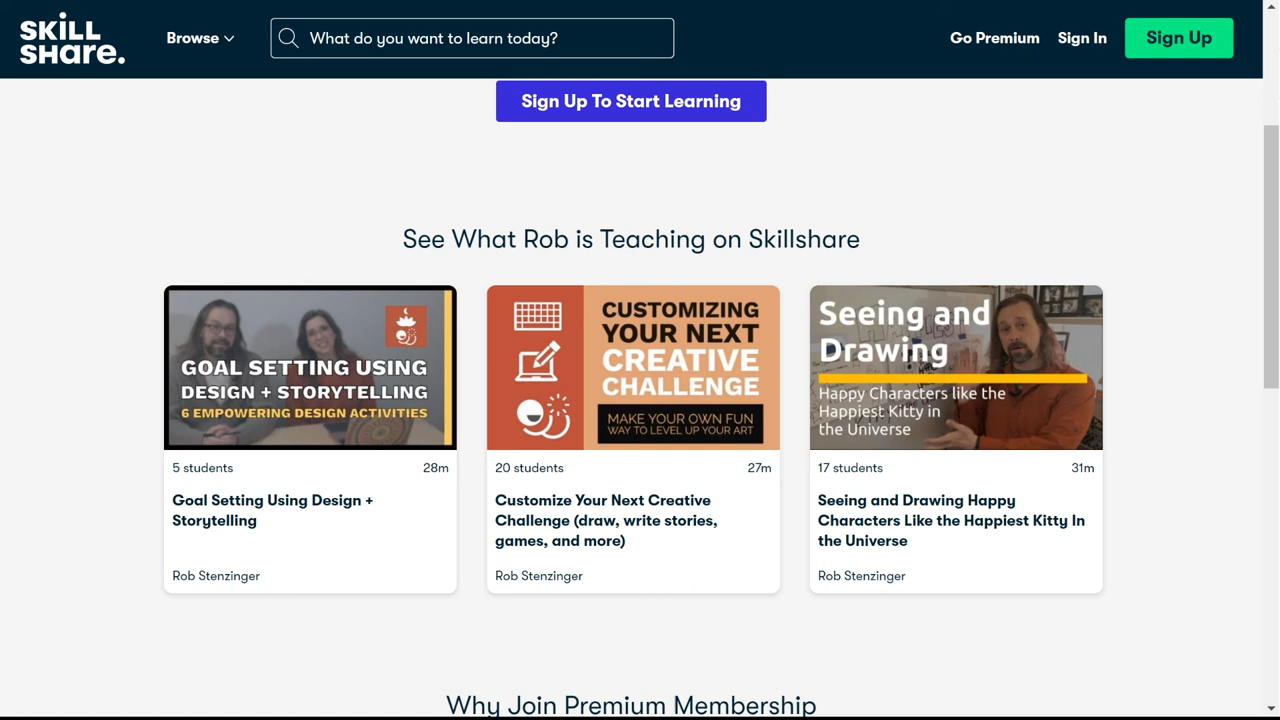 SKILL
SHARE.
Browse
What do you want to learn today?
Go Premium
Sign In
Sign Up
Sign Up To Start Learning
See What Rob is Teaching on Skillshare
GOAL SETTING USING
DESIGN + STORYTELLING
6 EMPOWERING DESIGN ACTIVITIES
5 students
28m
Goal Setting Using Design +
Storytelling
Rob Stenzinger
CUSTOMIZING
YOUR NEXT
CREATIVE
CHALLENGE
MAKE YOUR OWN FUN
WAY TO LEVEL UP YOUR ART
20 students
27m
Customize Your Next Creative
Challenge (draw, write stories,
games, and more)
Rob Stenzinger
Seeing and
Drawing
Happy Characters like the
Happiest Kitty in
the Universe
17 students
31m
Seeing and Drawing Happy
Characters Like the Happiest Kitty In
the Universe
Rob Stenzinger
Why Join Premium Membership